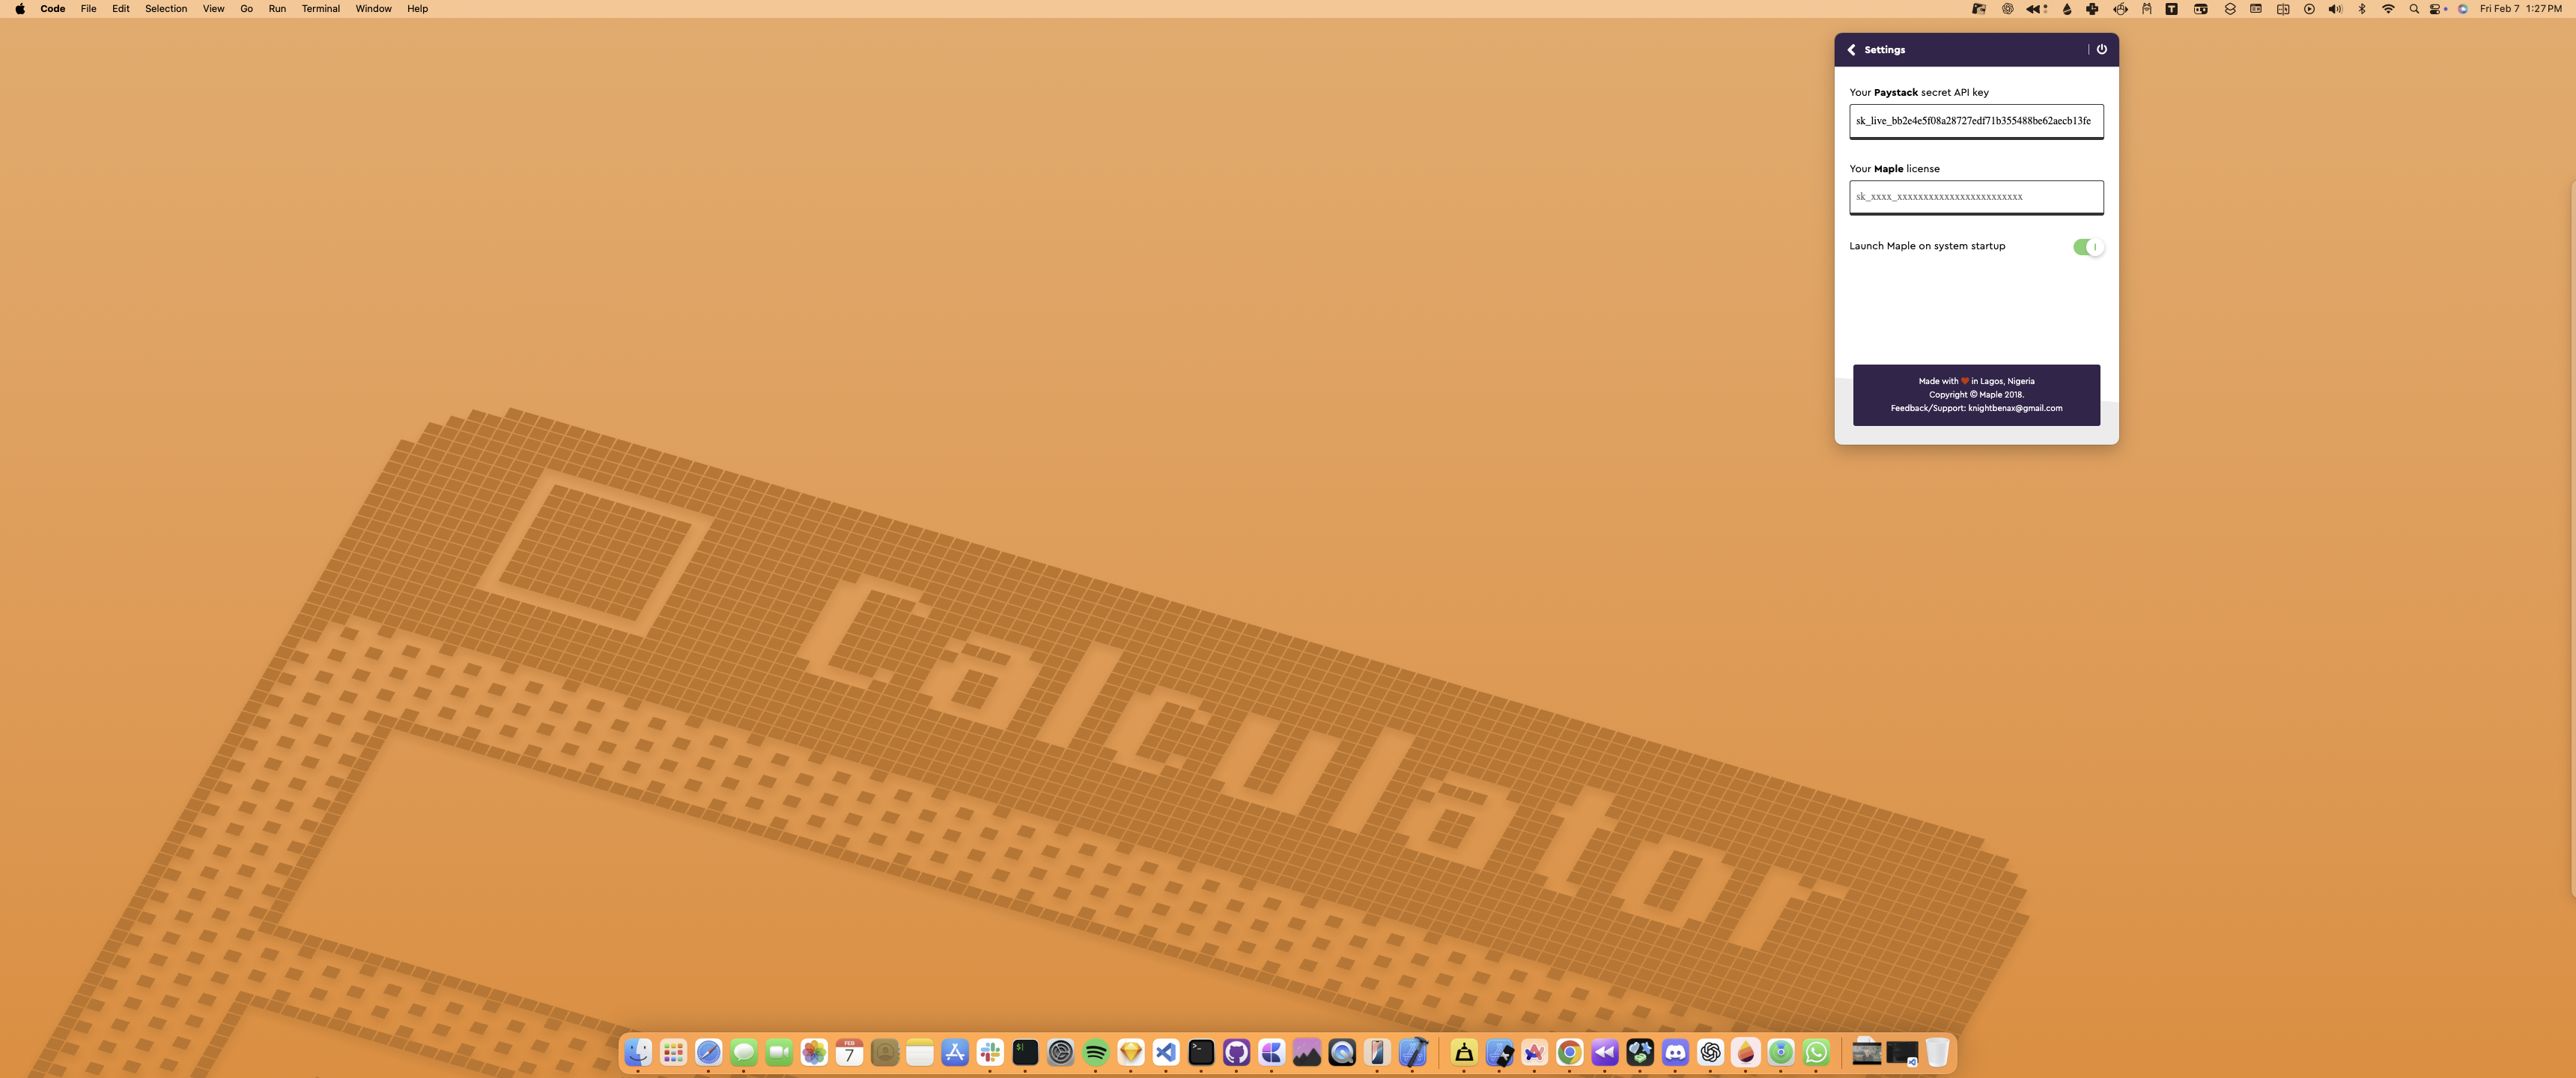 Code File Edit Selection View Go Run Terminal Window Help
Fri Feb 7 1:27 PM
Settings
Your Paystack secret API key
sk_live_bb2e4e5f08a28727edf71b355488be62aecb13fe
Your Maple license
sk_xxxx_xxxxxxxxxxxxxxxxxxxxxxxx
Launch Maple on system startup
Made with ❤️ in Lagos, Nigeria
Copyright © Maple 2018.
Feedback/Support: knightbenax@gmail.com
Calculator
FEB
7